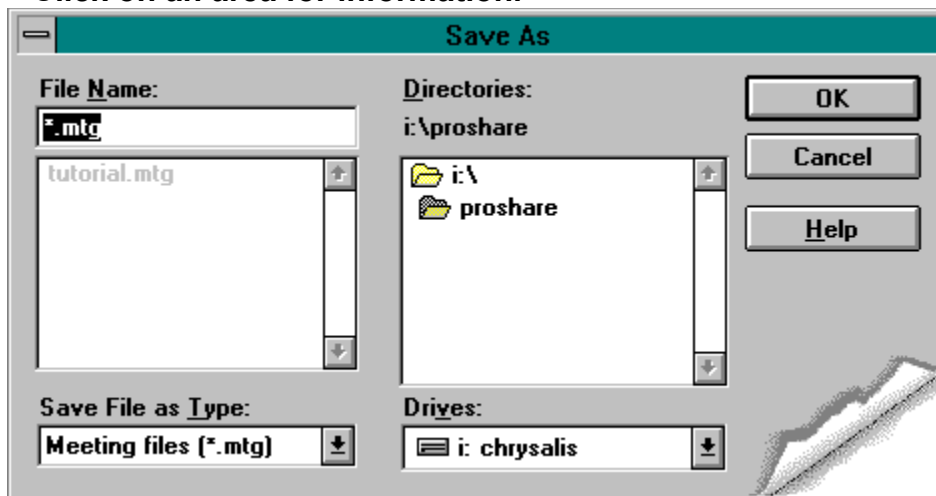 Click on an area for information.
Save As
File Name:
*.mtg
tutorial.mtg
Save File as Type:
Meeting files (*.mtg)
Directories:
i:\proshare
i:\
proshare
Drives:
i: chrysalis
OK
Cancel
Help